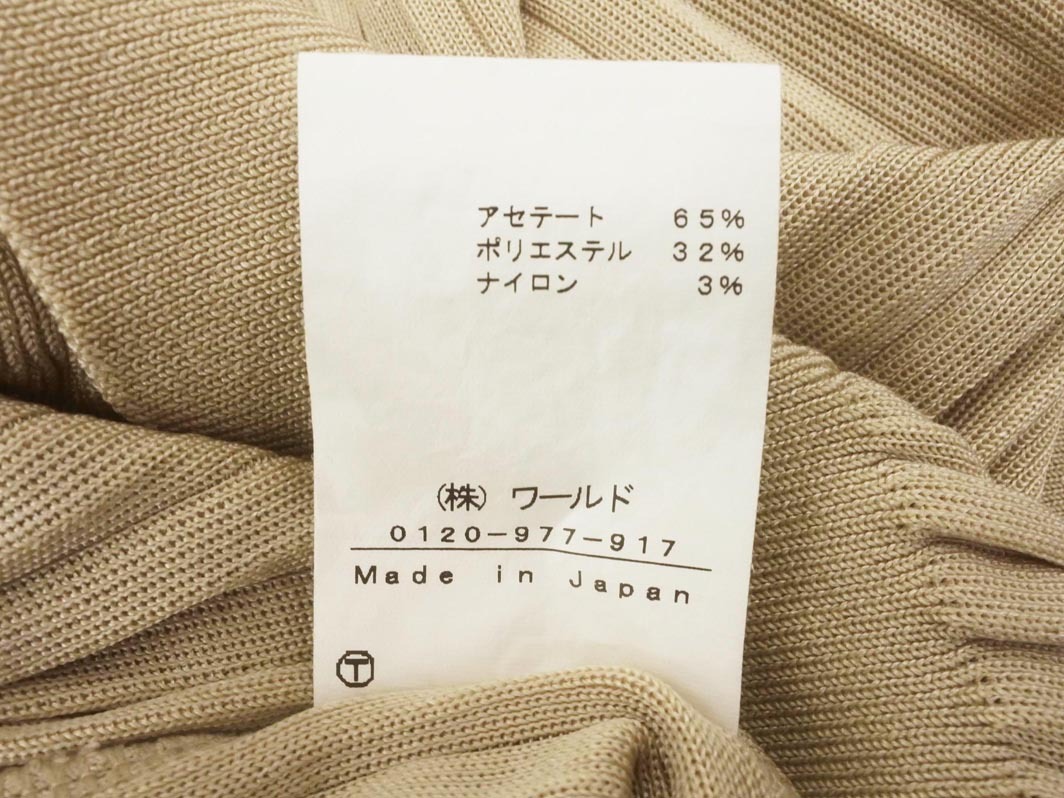 アセテート 65%
ポリエステル 32%
ナイロン 3%
(株) ワールド
0120-977-917
Made in Japan
Ⓣ